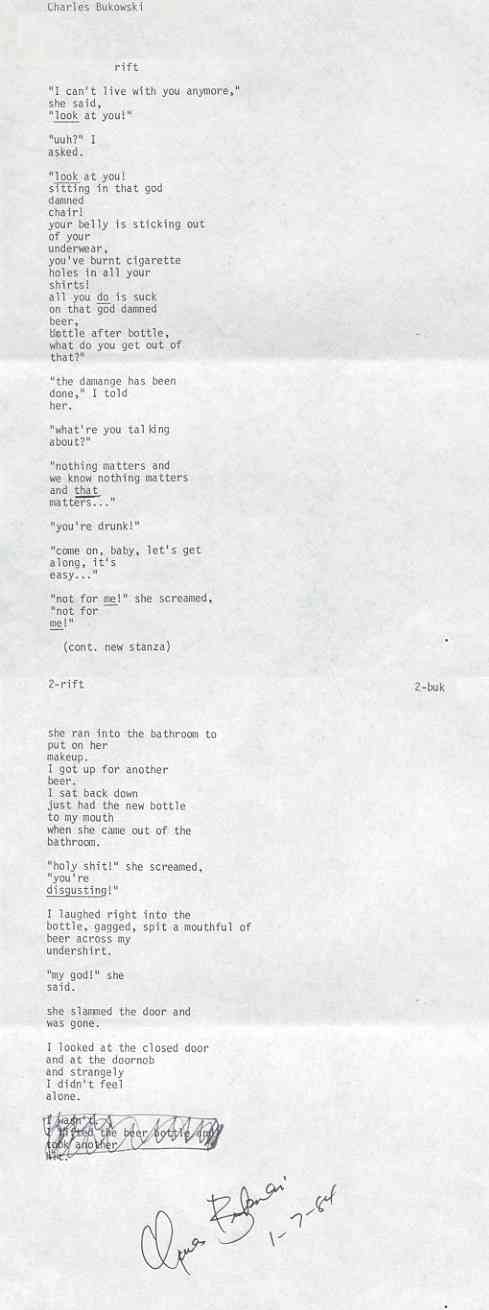 Charles Bukowski
rift
"I can't live with you anymore,"
she said,
"look at you!"
"uuh?" I
asked.
"look at you!
sitting in that god
damned
chair!
your belly is sticking out
of your
underwear,
you've burnt cigarette
holes in all your
shirts!
all you do is suck
on that god damned
beer,
bottle after bottle,
what do you get out of
that?"
"the damange has been
done," I told
her.
"what're you talking
about?"
"nothing matters and
we know nothing matters
and that
matters..."
"you're drunk!"
"come on, baby, let's get
along, it's
easy..."
"not for me!" she screamed,
"not for
me!"
(cont. new stanza)
2-rift
2-buk
she ran into the bathroom to
put on her
makeup.
I got up for another
beer.
I sat back down
just had the new bottle
to my mouth
when she came out of the
bathroom.
"holy shit!" she screamed,
"you're
disgusting!"
I laughed right into the
bottle, gagged, spit a mouthful of
beer across my
undershirt.
"my god!" she
said.
she slammed the door and
was gone.
I looked at the closed door
and at the doornob
and strangely
I didn't feel
alone.
I wasn't.
I lifted the beer bottle and
took another
Charles Bukowski
1-7-84